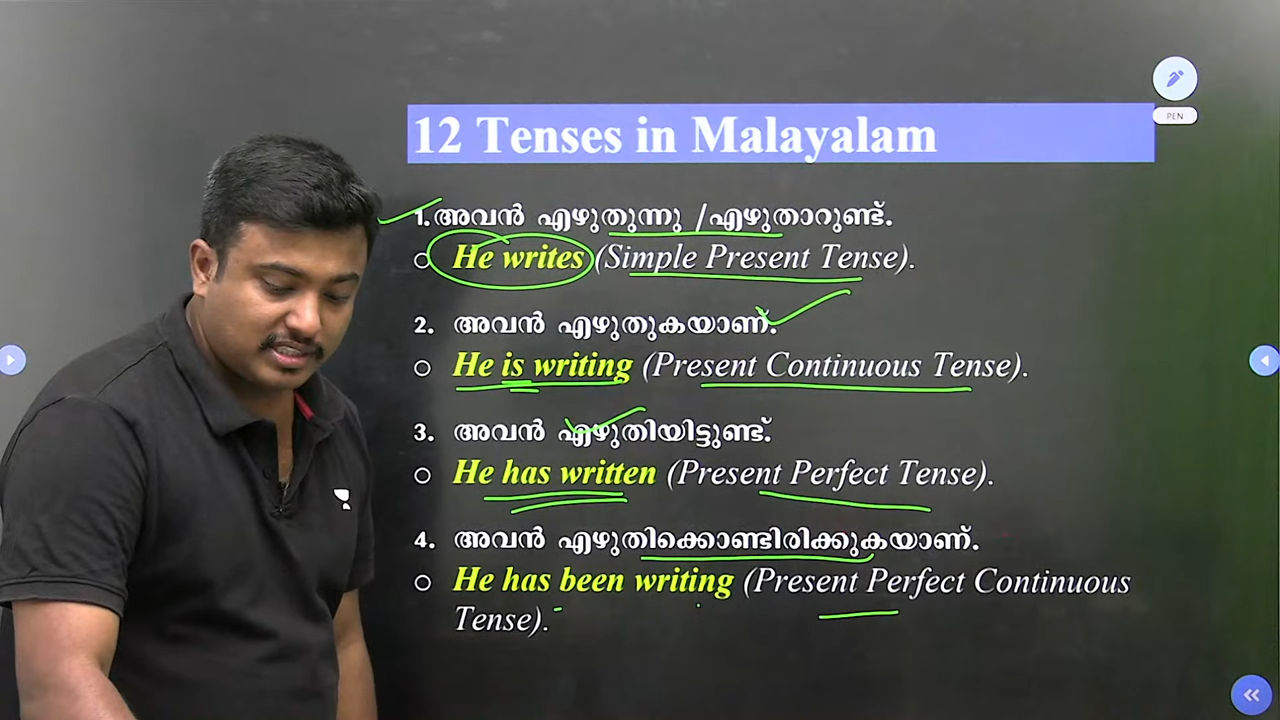 12 Tenses in Malayalam
PEN
1.അവൻ എഴുതുന്നു /എഴുതാറുണ്ട്.
He writes (Simple Present Tense).
2. അവൻ എഴുതുകയാണ്.
He is writing (Present Continuous Tense).
3. അവൻ എഴുതിയിട്ടുണ്ട്.
He has written (Present Perfect Tense).
4. അവൻ എഴുതിക്കൊണ്ടിരിക്കുകയാണ്.
He has been writing (Present Perfect Continuous
Tense).